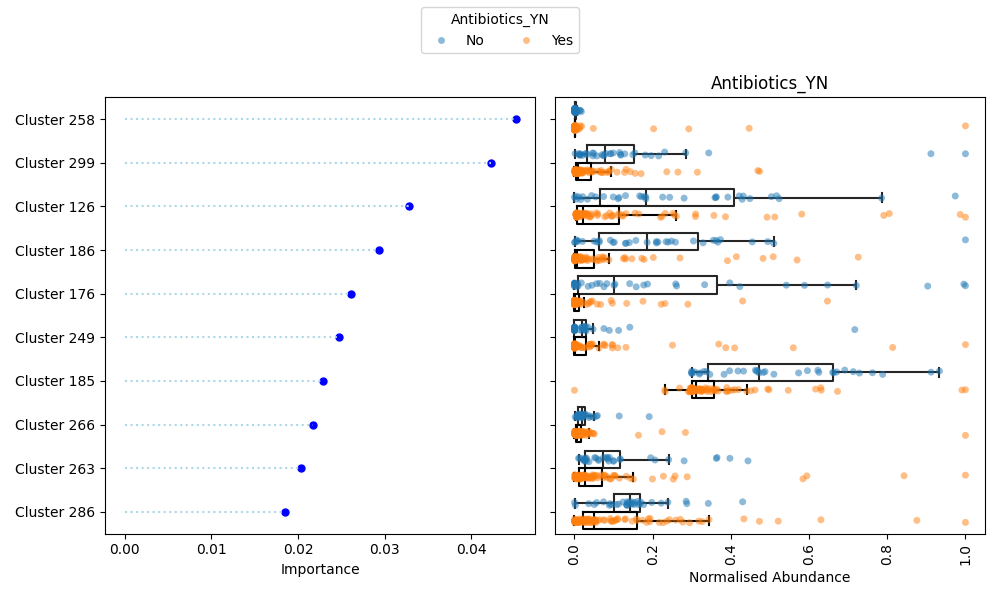 Antibiotics_YN
No Yes
Antibiotics_YN
Cluster 258
Cluster 299
Cluster 126
Cluster 186
Cluster 176
Cluster 249
Cluster 185
Cluster 266
Cluster 263
Cluster 286
0.00 0.01 0.02 0.03 0.04
Importance
0.0 0.2 0.4 0.6 0.8 1.0
Normalised Abundance